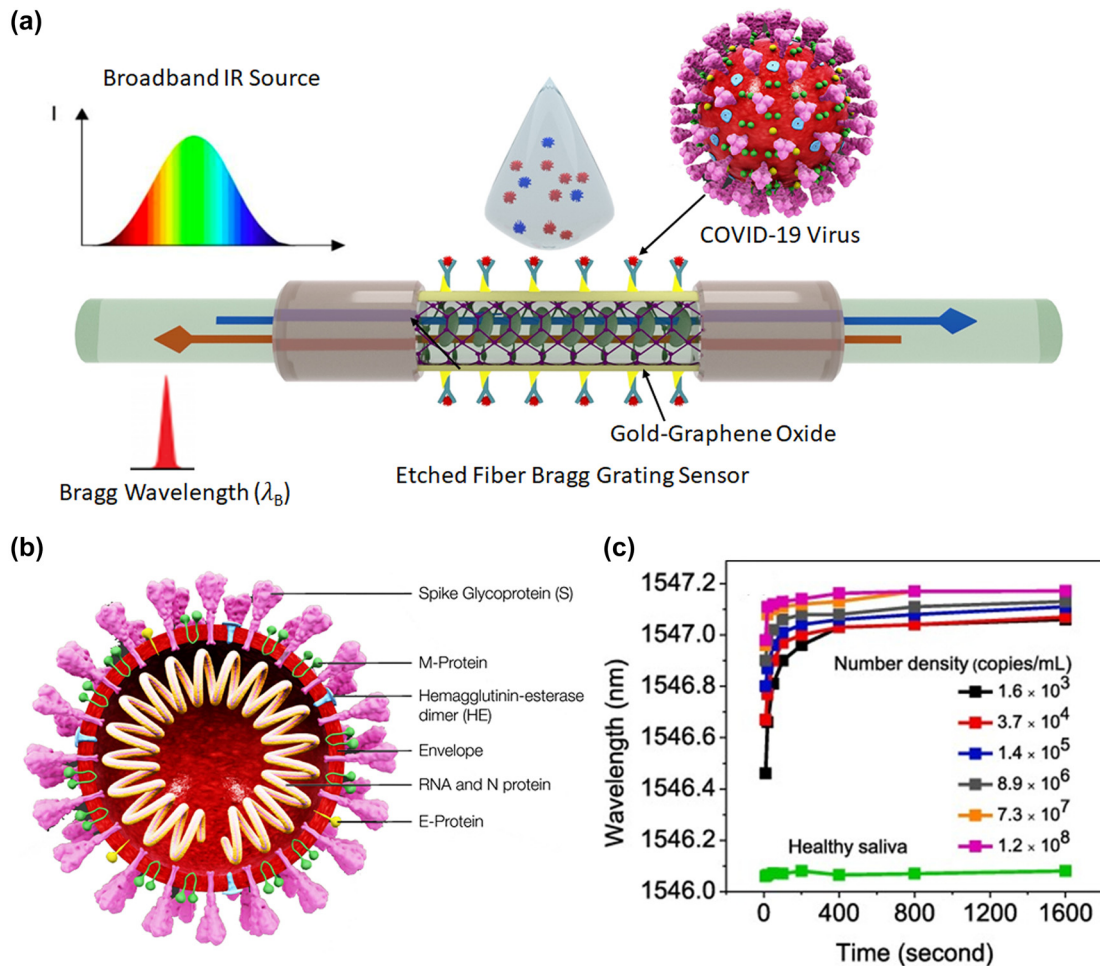 (a)
Broadband IR Source
I
COVID-19 Virus
Gold-Graphene Oxide
Etched Fiber Bragg Grating Sensor
Bragg Wavelength (λB)
(b)
Spike Glycoprotein (S)
M-Protein
Hemagglutinin-esterase
dimer (HE)
Envelope
RNA and N protein
E-Protein
(c)
Wavelength (nm)
1547.2
1547.0
1546.8
1546.6
1546.4
1546.2
1546.0
Number density (copies/mL)
1.6 × 10³
3.7 × 10⁴
1.4 × 10⁵
8.9 × 10⁶
7.3 × 10⁷
1.2 × 10⁸
Healthy saliva
0 400 800 1200 1600
Time (second)